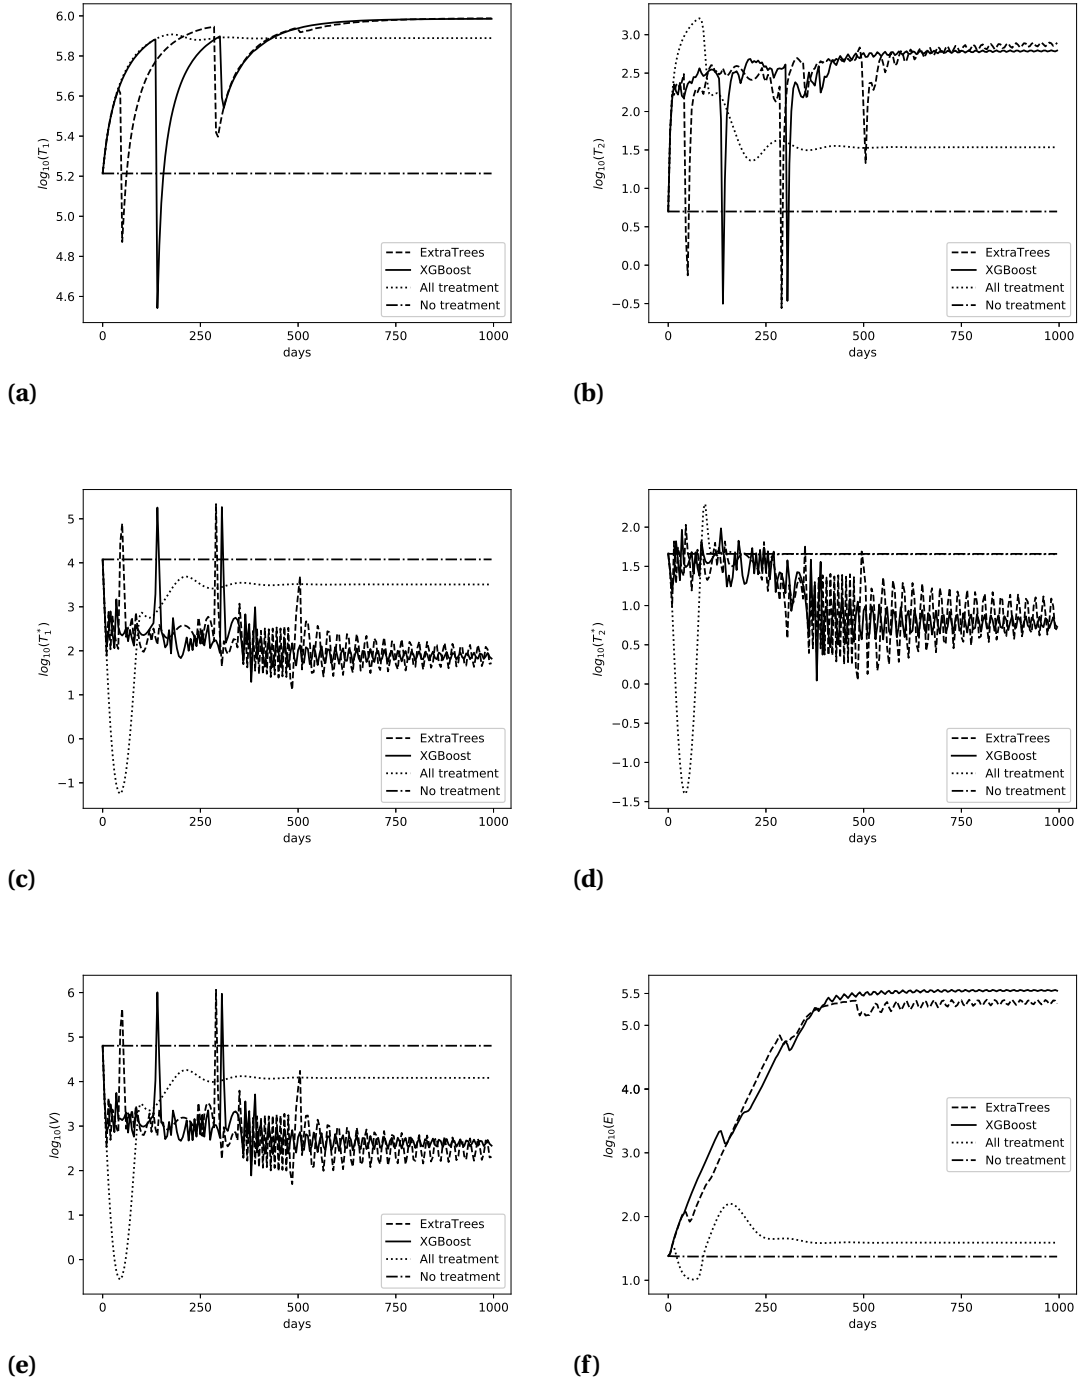 6.0
5.8
5.6
5.4
5.2
5.0
4.8
4.6
log₁₀(T₁)
ExtraTrees
XGBoost
All treatment
No treatment
0 250 500 750 1000
days
(a)
3.0
2.5
2.0
1.5
1.0
0.5
0.0
−0.5
log₁₀(T₂)
ExtraTrees
XGBoost
All treatment
No treatment
0 250 500 750 1000
days
(b)
5
4
3
2
1
0
−1
log₁₀(T₁*)
ExtraTrees
XGBoost
All treatment
No treatment
0 250 500 750 1000
days
(c)
2.0
1.5
1.0
0.5
0.0
−0.5
−1.0
−1.5
log₁₀(T₂*)
ExtraTrees
XGBoost
All treatment
No treatment
0 250 500 750 1000
days
(d)
6
5
4
3
2
1
0
log₁₀(V)
ExtraTrees
XGBoost
All treatment
No treatment
0 250 500 750 1000
days
(e)
5.5
5.0
4.0
3.0
2.0
1.0
log₁₀(E)
ExtraTrees
XGBoost
All treatment
No treatment
0 250 500 750 1000
days
(f)